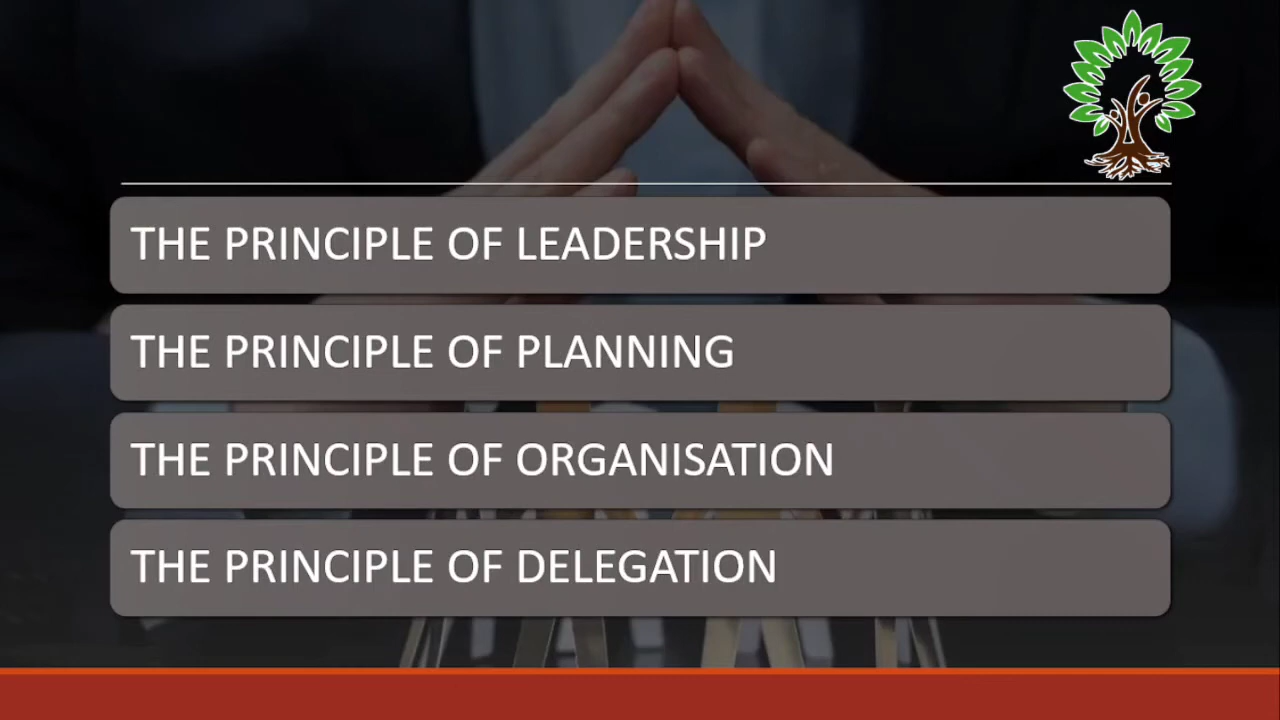 THE PRINCIPLE OF LEADERSHIP
THE PRINCIPLE OF PLANNING
THE PRINCIPLE OF ORGANISATION
THE PRINCIPLE OF DELEGATION